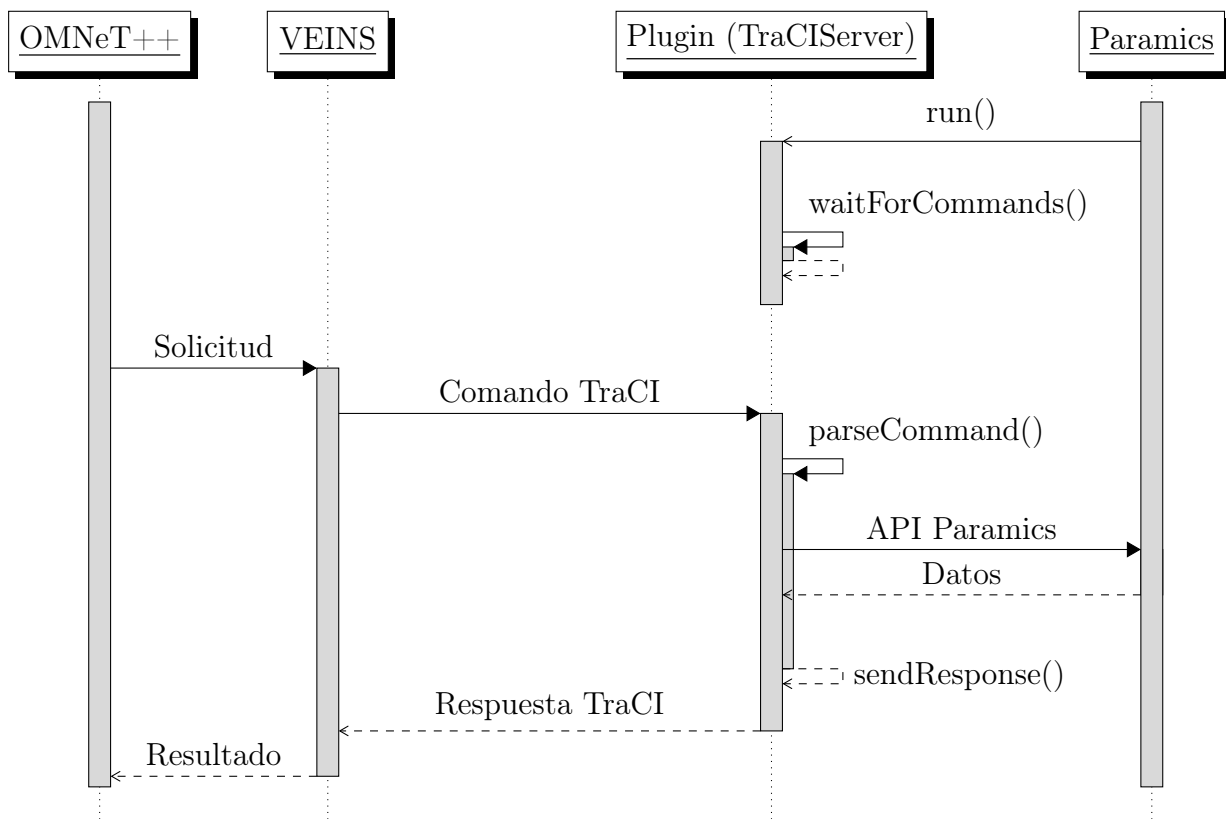 OMNeT++
VEINS
Plugin (TraCIServer)
Paramics
run()
waitForCommands()
Solicitud
Comando TraCI
parseCommand()
API Paramics
Datos
sendResponse()
Respuesta TraCI
Resultado